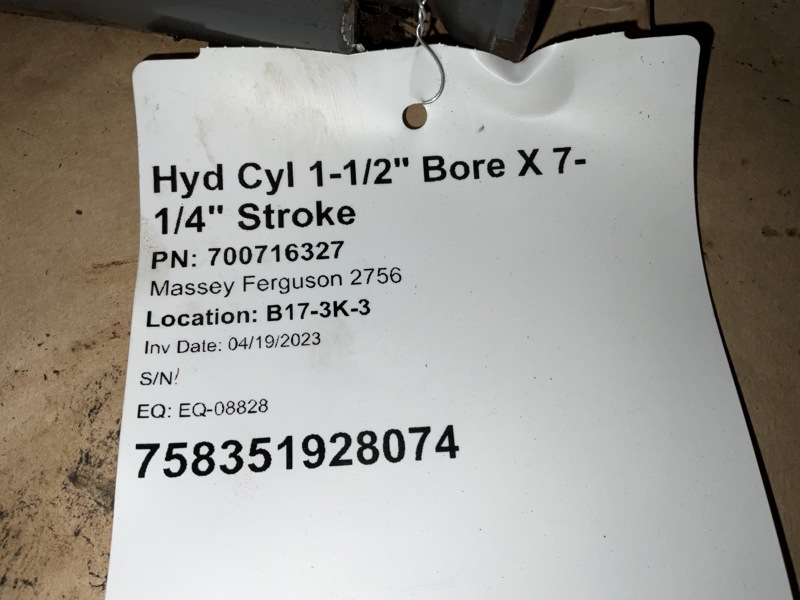 Hyd Cyl 1-1/2" Bore X 7-
1/4" Stroke
PN: 700716327
Massey Ferguson 2756
Location: B17-3K-3
Inv Date: 04/19/2023
S/N:
EQ: EQ-08828
758351928074